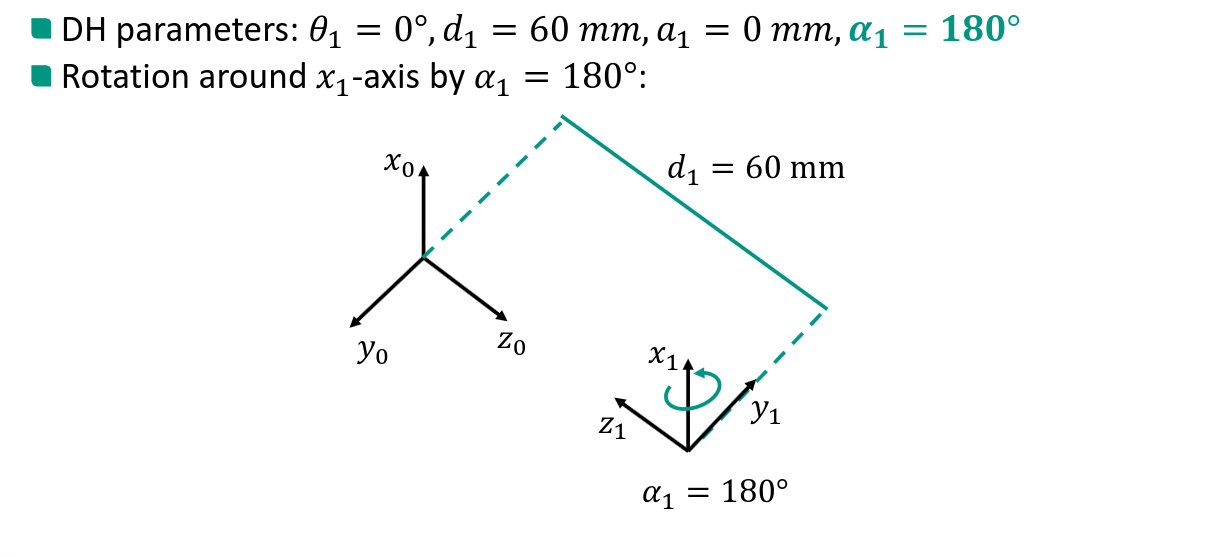 DH parameters: θ₁ = 0°, d₁ = 60 mm, a₁ = 0 mm, α₁ = 180°
Rotation around x₁-axis by α₁ = 180°:
x₀
d₁ = 60 mm
y₀
z₀
x₁
z₁
y₁
α₁ = 180°